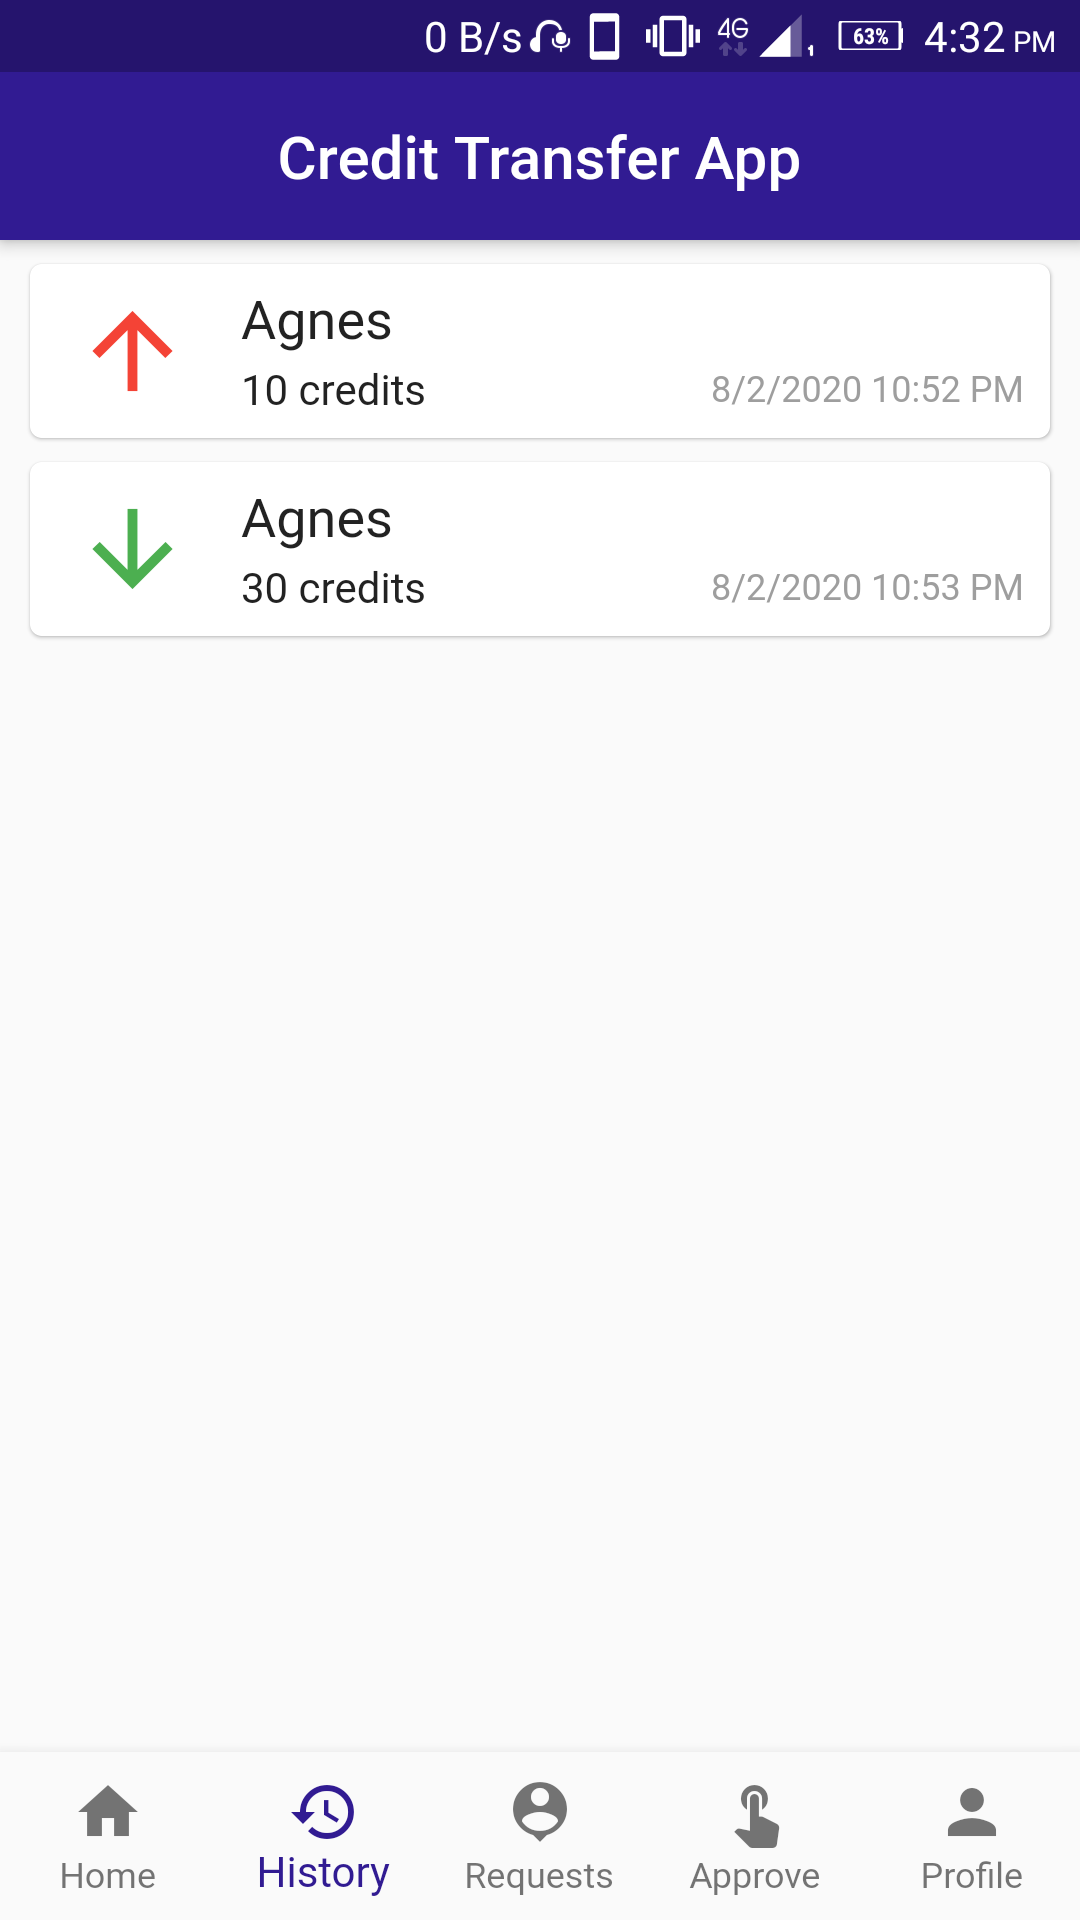 0 B/s 4G 1 63% 4:32 PM
Credit Transfer App
Agnes
10 credits 8/2/2020 10:52 PM
Agnes
30 credits 8/2/2020 10:53 PM
Home History Requests Approve Profile